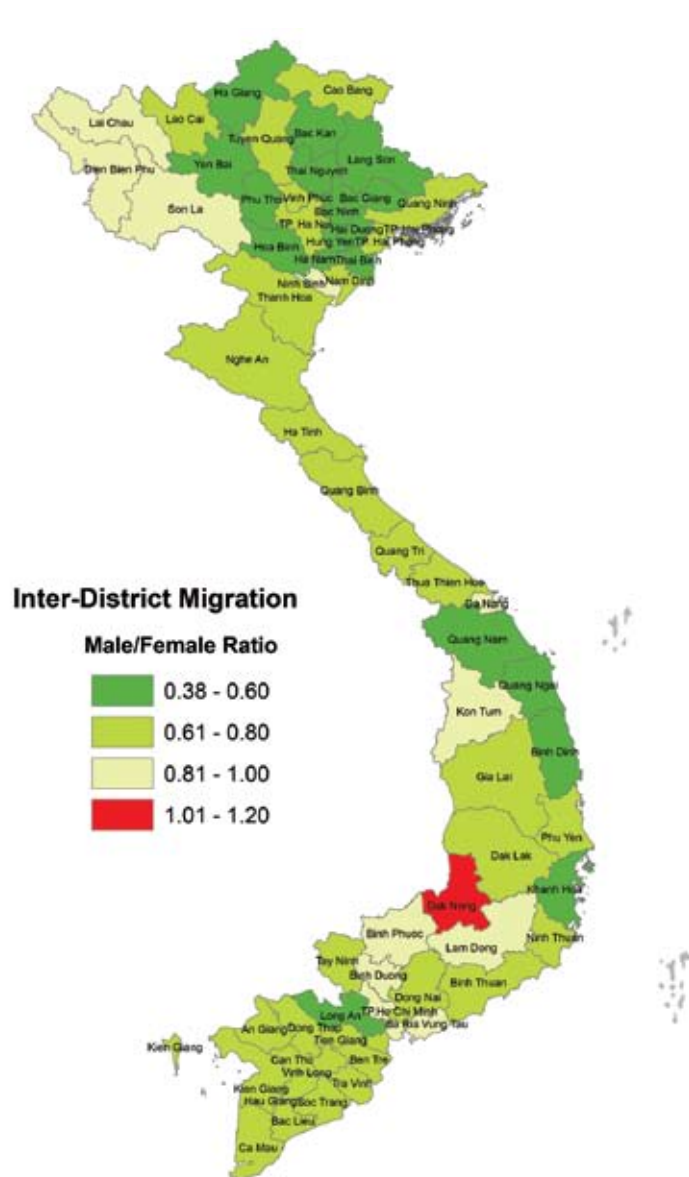 Ha Giang
Cao Bang
Lai Chau
Lao Cai
Tuyen Quang
Bac Kan
Lang Son
Dien Bien Phu
Yen Bai
Thai Nguyen
Son La
Phu Tho
Vinh Phuc
Bac Giang
Quang Ninh
Bac Ninh
TP. Ha Noi
Hai Duong
TP. Hai Phong
Hoa Binh
Hung Yen
TP. Hai Phong
Ha Nam
Thai Binh
Ninh Binh
Nam Dinh
Thanh Hoa
Nghe An
Ha Tinh
Quang Binh
Quang Tri
Thua Thien Hue
Da Nang
Inter-District Migration
Male/Female Ratio
0.38 - 0.60
0.61 - 0.80
0.81 - 1.00
1.01 - 1.20
Quang Nam
Quang Ngai
Kon Tum
Binh Dinh
Gia Lai
Phu Yen
Dak Lak
Khanh Hoa
Dak Nong
Binh Phuoc
Lam Dong
Ninh Thuan
Tay Ninh
Binh Duong
Binh Thuan
Dong Nai
Long An
TP.Ho Chi Minh
Ba Ria Vung Tau
An Giang
Dong Thap
Tien Giang
Kien Giang
Can Tho
Ben Tre
Vinh Long
Kien Giang
Tra Vinh
Hau Giang
Soc Trang
Bac Lieu
Ca Mau